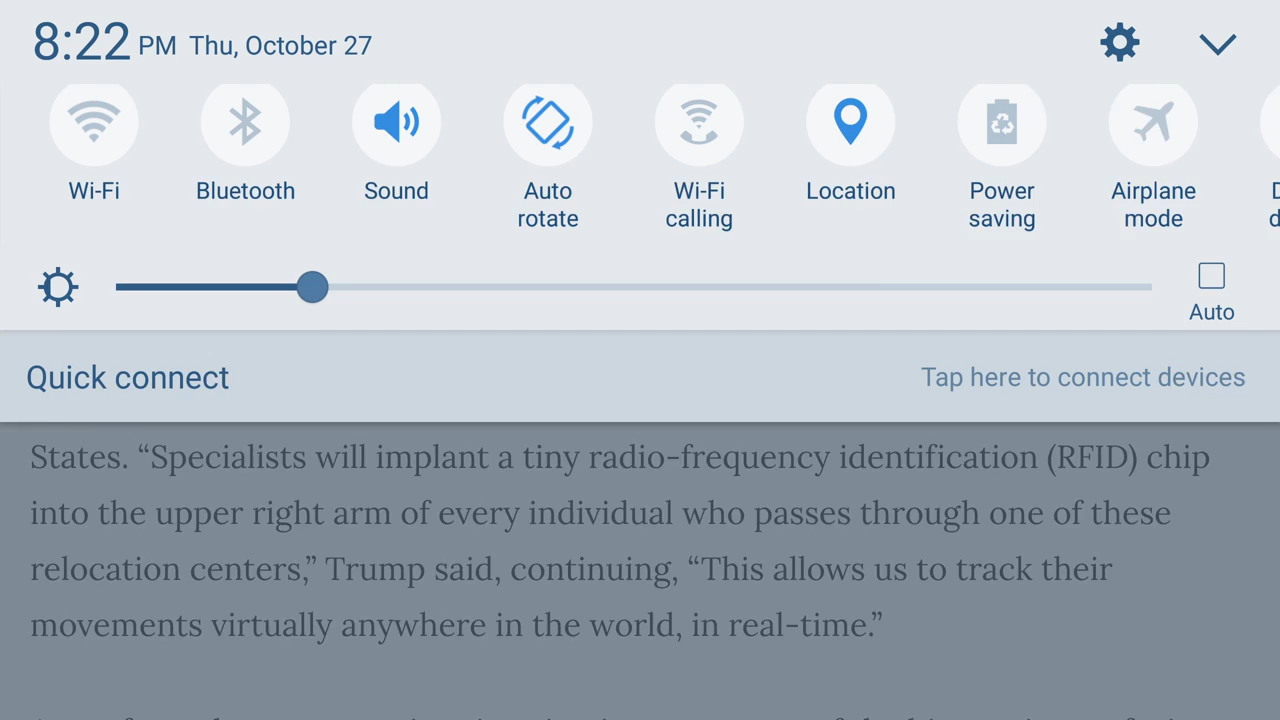 8:22 PM Thu, October 27
Wi-Fi Bluetooth Sound Auto rotate Wi-Fi calling Location Power saving Airplane mode
Auto
Quick connect Tap here to connect devices
States. “Specialists will implant a tiny radio-frequency identification (RFID) chip
into the upper right arm of every individual who passes through one of these
relocation centers,” Trump said, continuing, “This allows us to track their
movements virtually anywhere in the world, in real-time.”